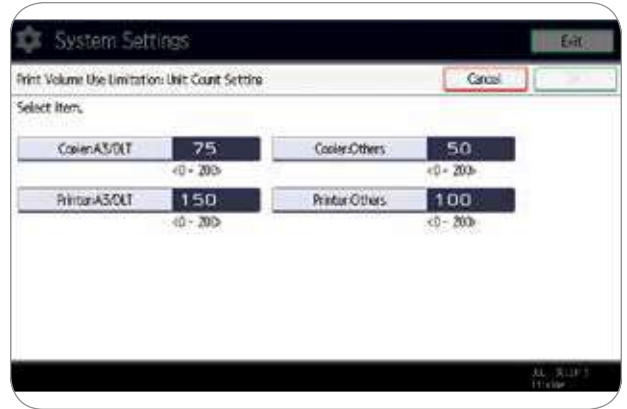 System Settings Exit
Print Volume Use Limitation: Unit Count Setting Cancel
Select Item.
Copier:A3/DLT 75 Copier:Others 50
<0 - 200> <0 - 200>
Printer:A3/DLT 150 Printer:Others 100
<0 - 200> <0 - 200>